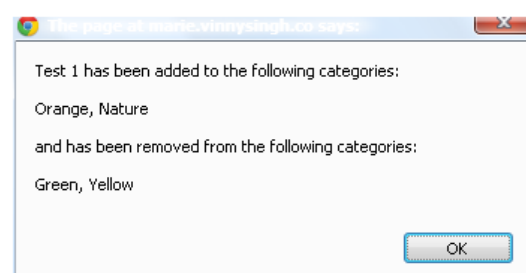 The page at marie.vinnysingh.co says:
Test 1 has been added to the following categories:
Orange, Nature
and has been removed from the following categories:
Green, Yellow
OK